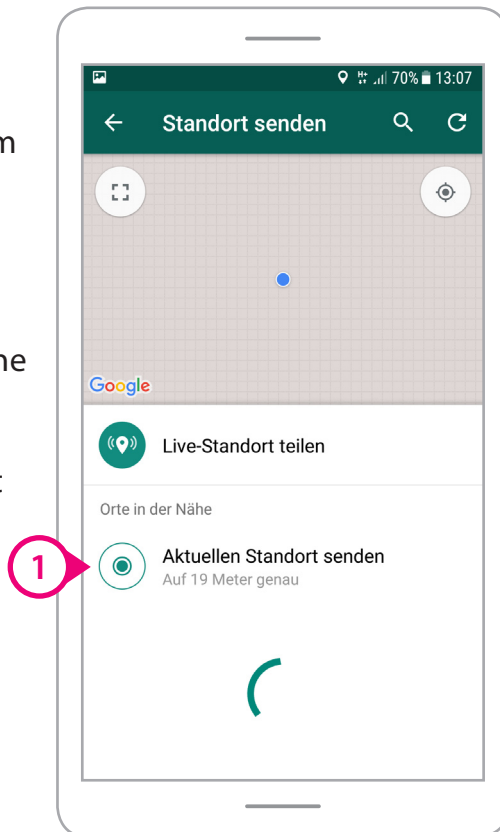 70% 13:07
Standort senden
Google
Live-Standort teilen
Orte in der Nähe
1
Aktuellen Standort senden
Auf 19 Meter genau